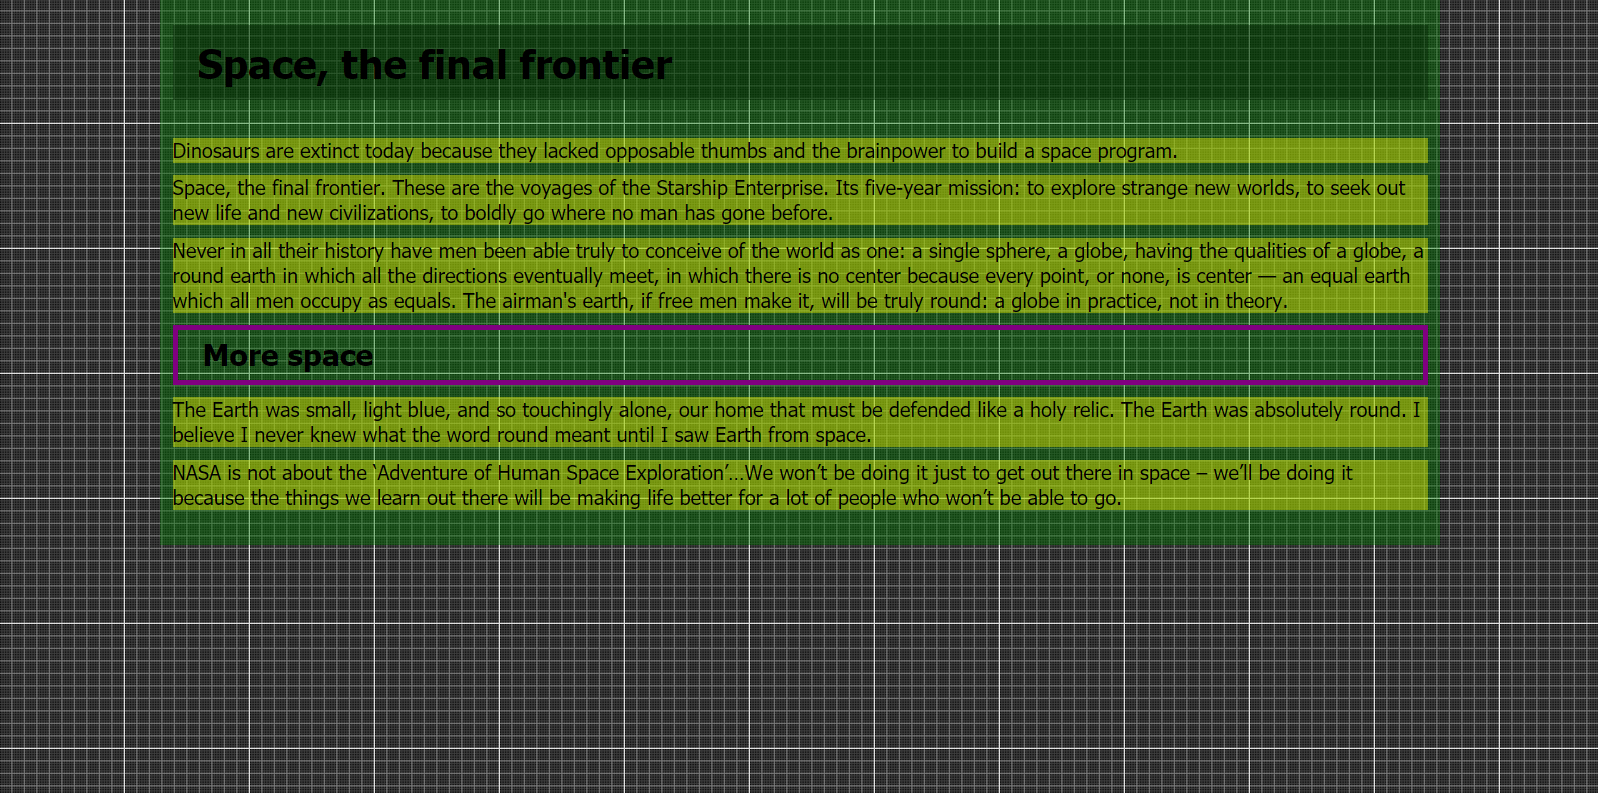 Space, the final frontier
Dinosaurs are extinct today because they lacked opposable thumbs and the brainpower to build a space program.
Space, the final frontier. These are the voyages of the Starship Enterprise. Its five-year mission: to explore strange new worlds, to seek out
new life and new civilizations, to boldly go where no man has gone before.
Never in all their history have men been able truly to conceive of the world as one: a single sphere, a globe, having the qualities of a globe, a
round earth in which all the directions eventually meet, in which there is no center because every point, or none, is center — an equal earth
which all men occupy as equals. The airman's earth, if free men make it, will be truly round: a globe in practice, not in theory.
More space
The Earth was small, light blue, and so touchingly alone, our home that must be defended like a holy relic. The Earth was absolutely round. I
believe I never knew what the word round meant until I saw Earth from space.
NASA is not about the ‘Adventure of Human Space Exploration’…We won’t be doing it just to get out there in space – we’ll be doing it
because the things we learn out there will be making life better for a lot of people who won’t be able to go.